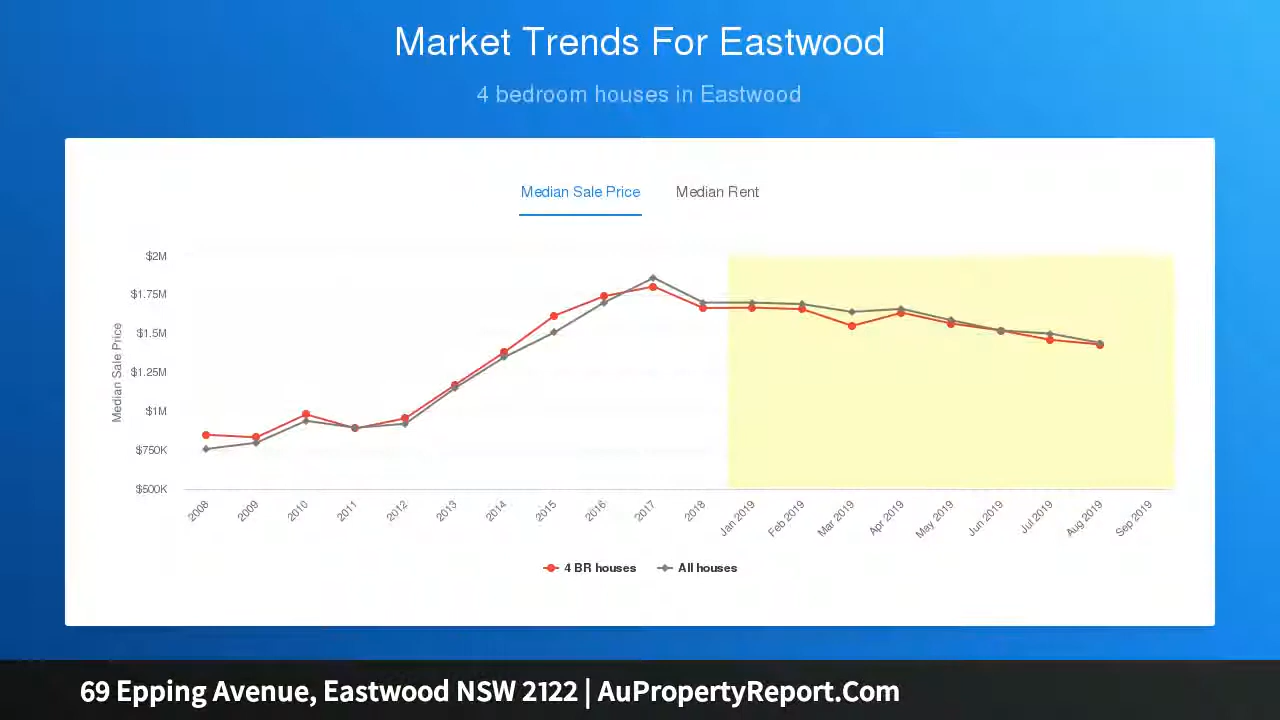 Market Trends For Eastwood
4 bedroom houses in Eastwood
Median Sale Price
Median Rent
Median Sale Price
$2M
$1.75M
$1.5M
$1.25M
$1M
$750K
$500K
2008
2009
2010
2011
2012
2013
2014
2015
2016
2017
2018
Jan 2019
Feb 2019
Mar 2019
Apr 2019
May 2019
Jun 2019
Jul 2019
Aug 2019
Sep 2019
4 BR houses
All houses
69 Epping Avenue, Eastwood NSW 2122 | AuPropertyReport.Com